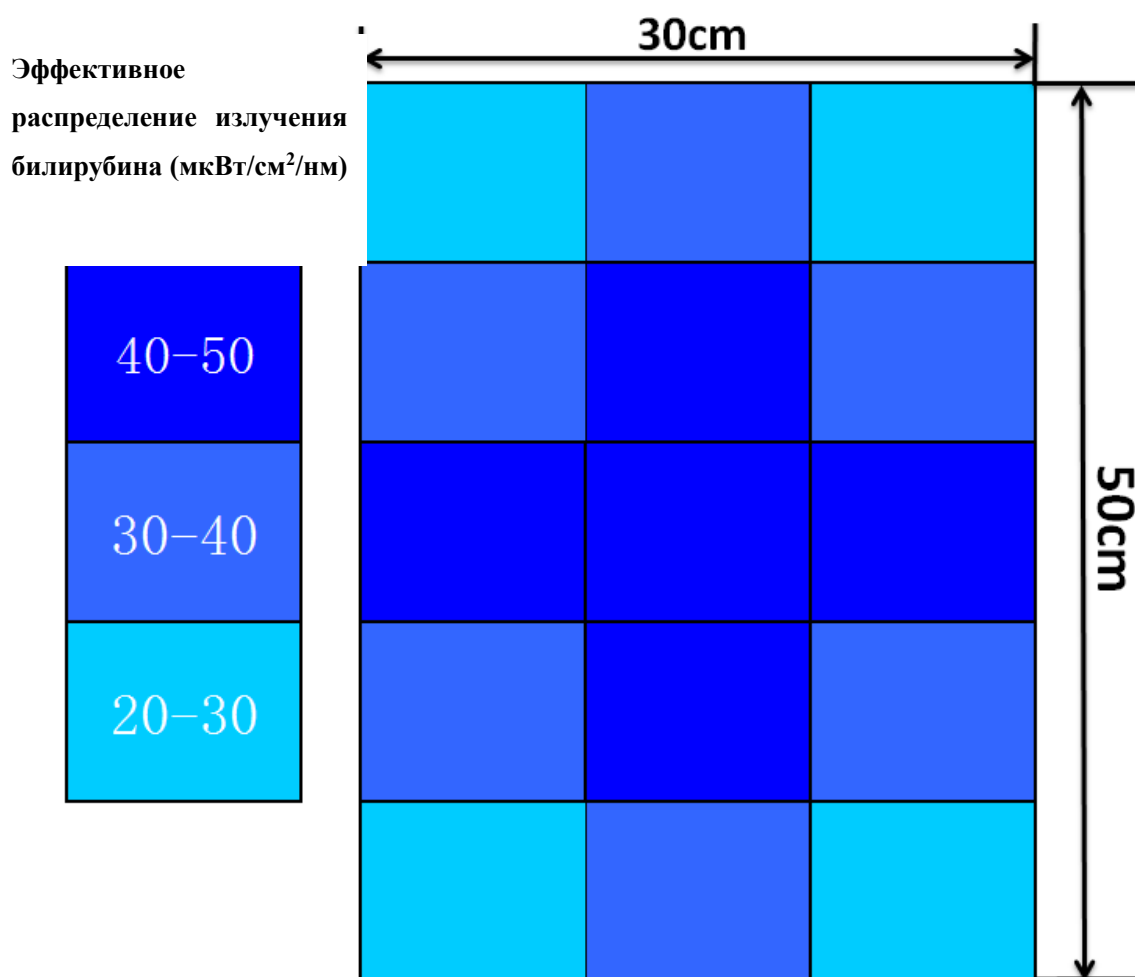 30cm
Эффективное
распределение излучения
билирубина (мкВт/см²/нм)
40-50
30-40
20-30
50cm